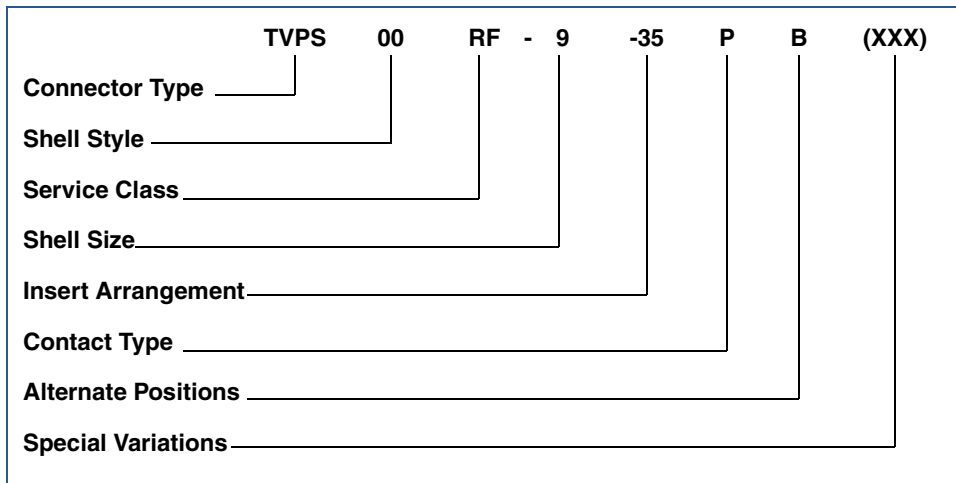 TVPS 00 RF - 9 -35 P B (XXX)
Connector Type
Shell Style
Service Class
Shell Size
Insert Arrangement
Contact Type
Alternate Positions
Special Variations